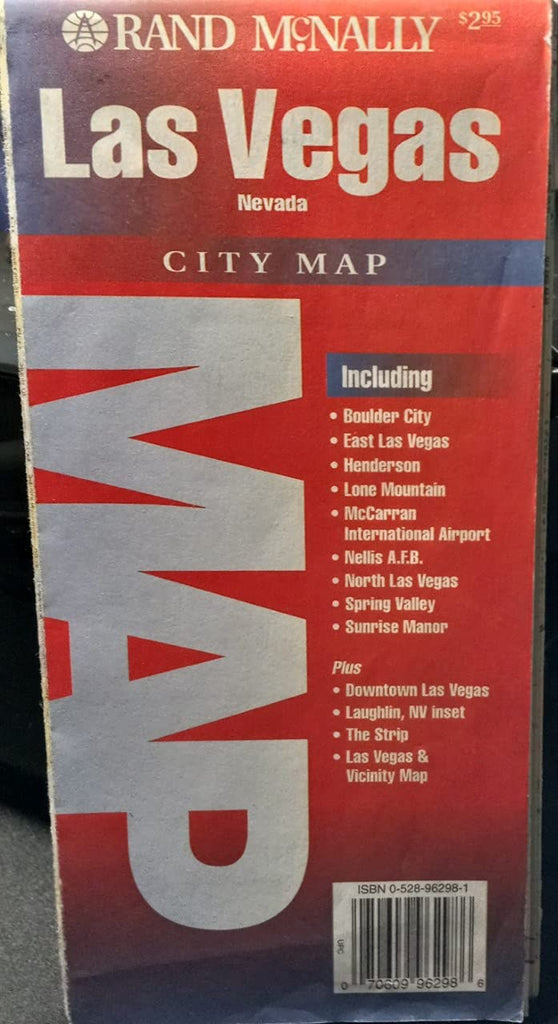 RAND McNALLY $2.95
Las Vegas
Nevada
CITY MAP
MAP
Including
• Boulder City
• East Las Vegas
• Henderson
• Lone Mountain
• McCarran
International Airport
• Nellis A.F.B.
• North Las Vegas
• Spring Valley
• Sunrise Manor
Plus
• Downtown Las Vegas
• Laughlin, NV inset
• The Strip
• Las Vegas &
Vicinity Map
ISBN 0-528-96298-1
UPC
0 70609 96298 6